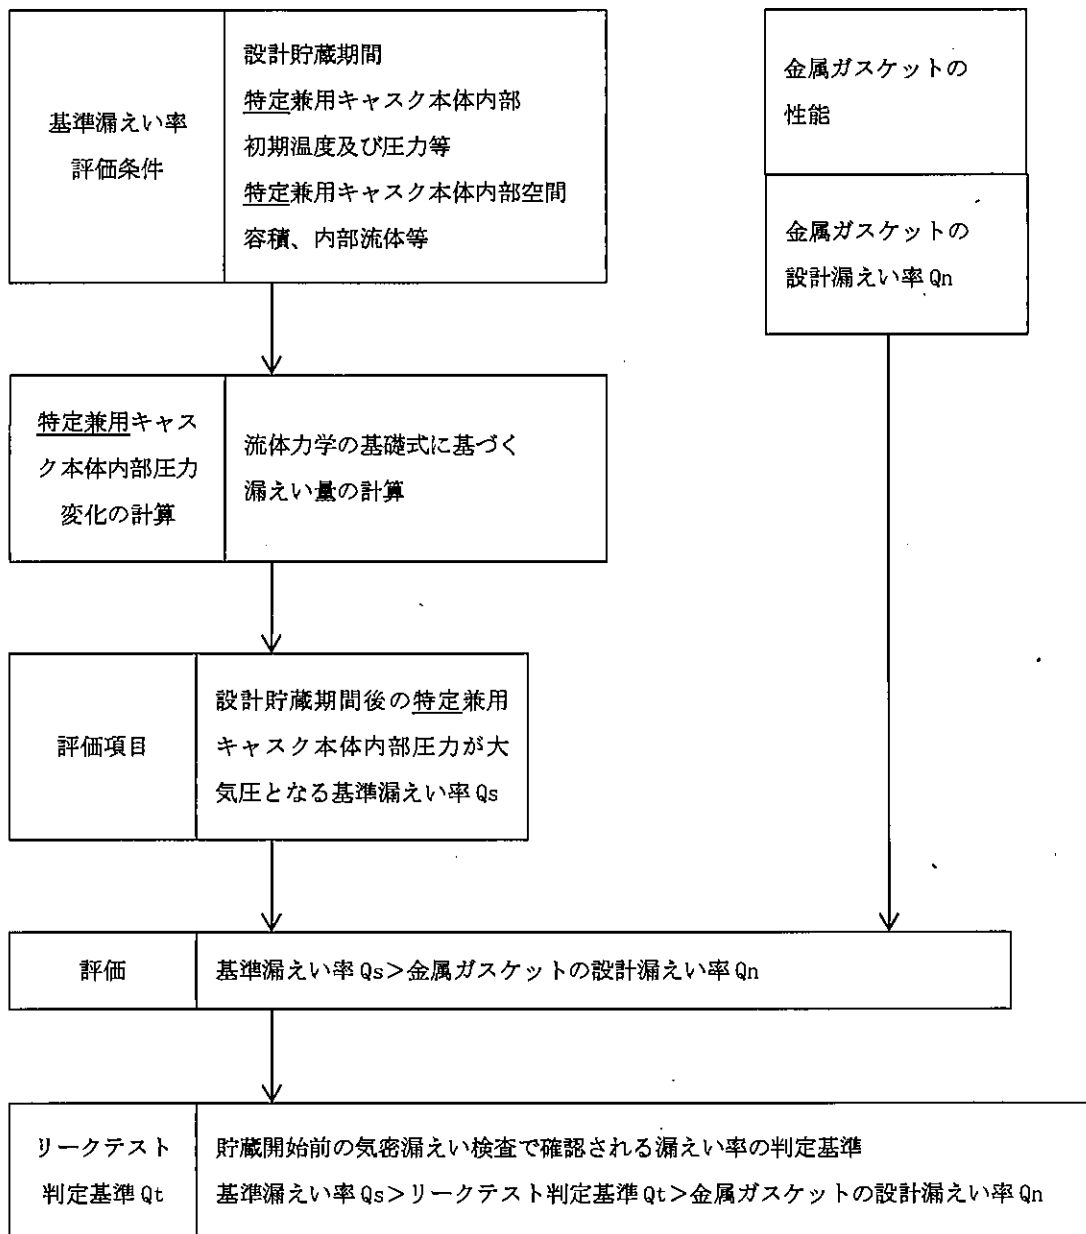 基準漏えい率
評価条件
設計貯蔵期間
特定兼用キャスク本体内部
初期温度及び圧力等
特定兼用キャスク本体内部空間
容積、内部流体等
金属ガスケットの
性能
金属ガスケットの
設計漏えい率Qn
特定兼用キャス
ク本体内部圧力
変化の計算
流体力学の基礎式に基づく
漏えい量の計算
評価項目
設計貯蔵期間後の特定兼用
キャスク本体内部圧力が大
気圧となる基準漏えい率Qs
評価
基準漏えい率Qs>金属ガスケットの設計漏えい率Qn
リークテスト
判定基準Qt
貯蔵開始前の気密漏えい検査で確認される漏えい率の判定基準
基準漏えい率Qs>リークテスト判定基準Qt>金属ガスケットの設計漏えい率Qn